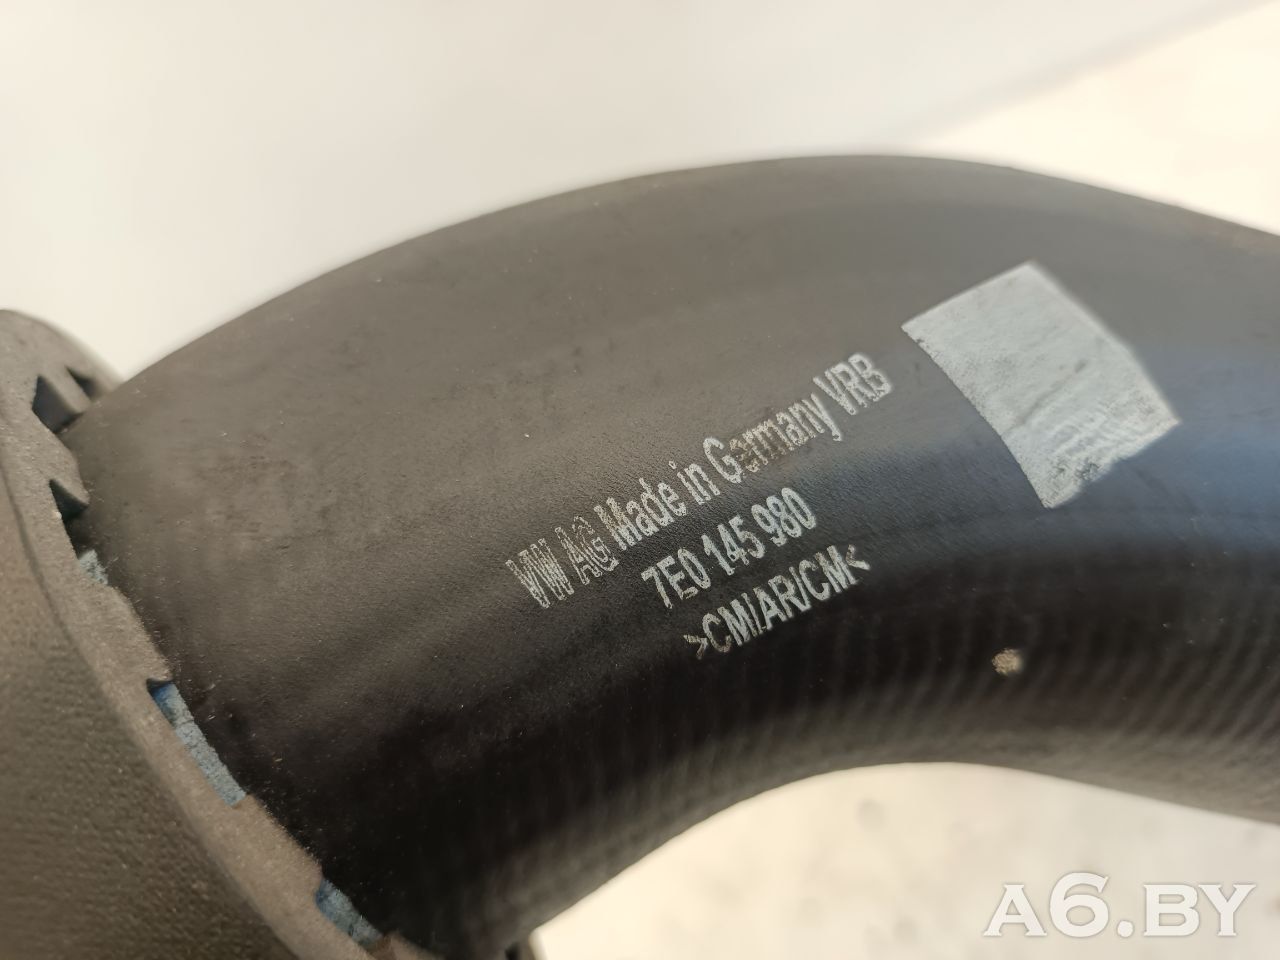 VW AG Made in Germany VRB
7E0 145 980
>CM/AR/CM<
A6.BY